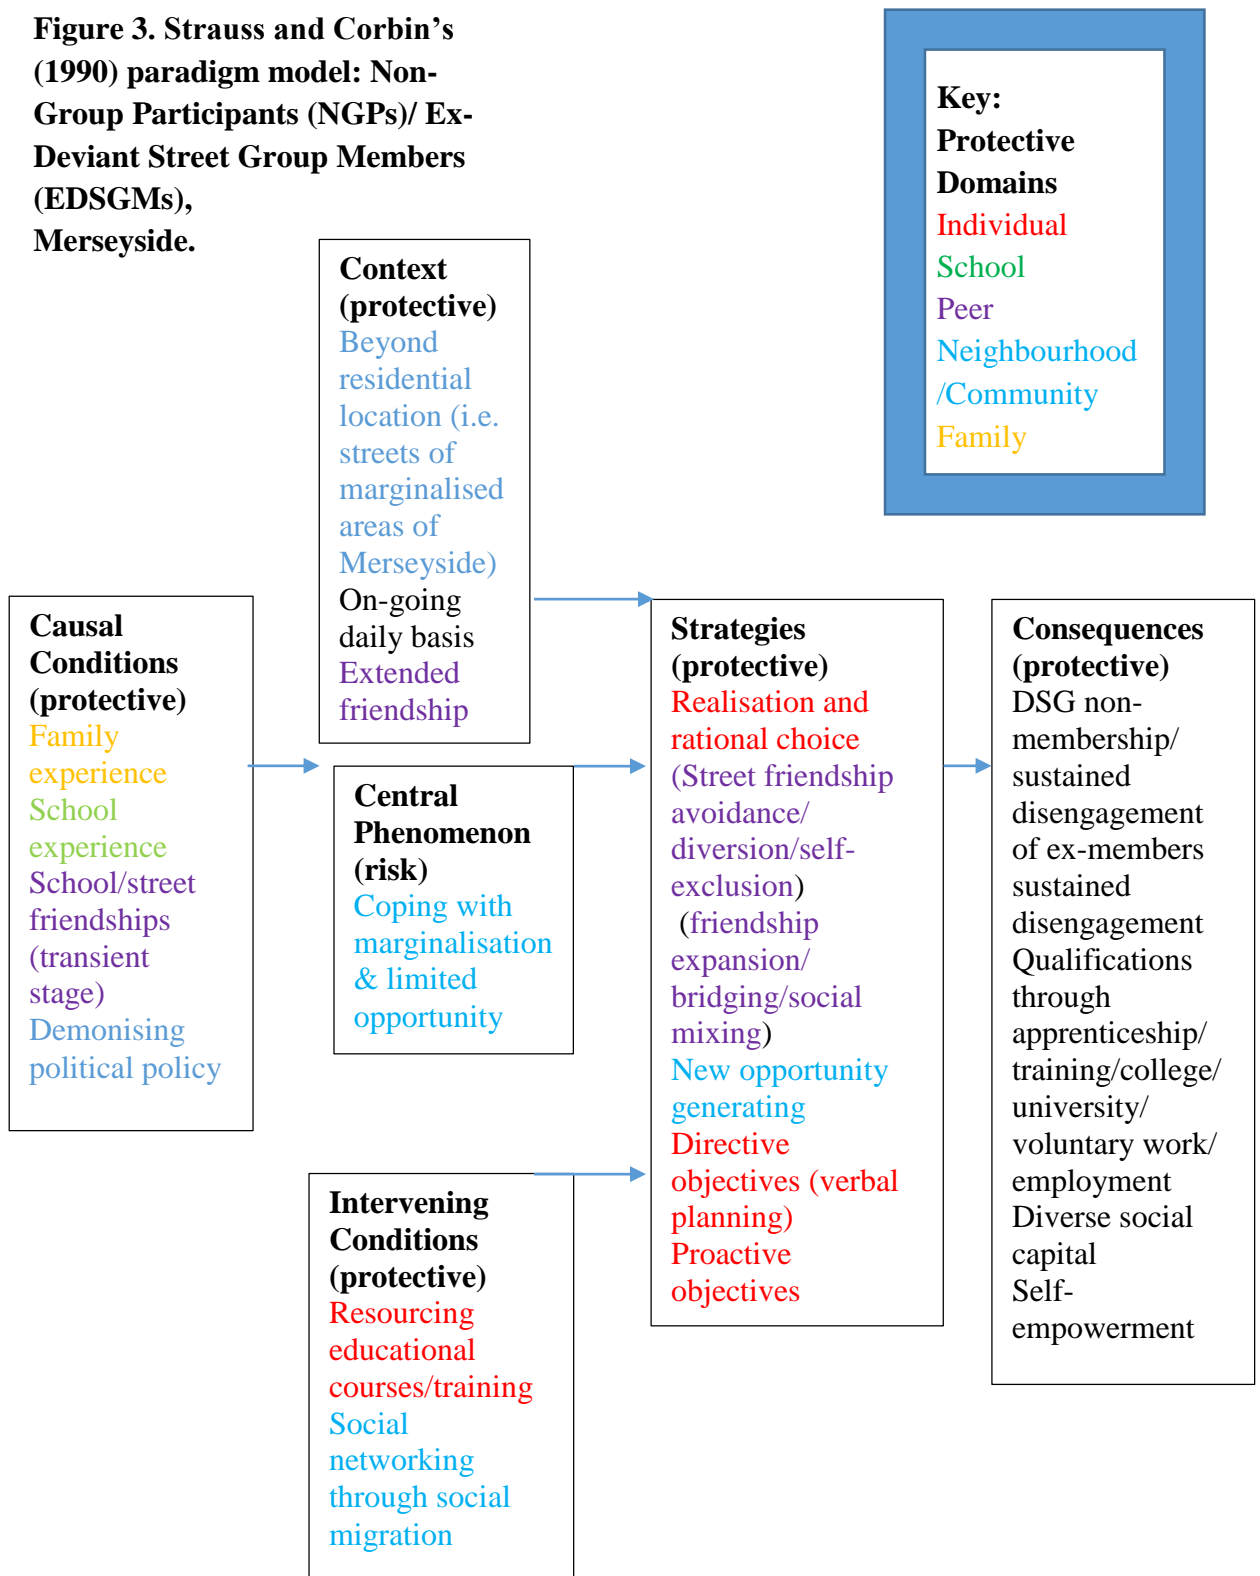 Figure 3. Strauss and Corbin's
(1990) paradigm model: Non-
Group Participants (NGPs)/ Ex-
Deviant Street Group Members
(EDSGMs),
Merseyside.
Key:
Protective
Domains
Individual
School
Peer
Neighbourhood
/Community
Family
Context
(protective)
Beyond
residential
location (i.e.
streets of
marginalised
areas of
Merseyside)
On-going
daily basis
Extended
friendship
Causal
Conditions
(protective)
Family
experience
School
experience
School/street
friendships
(transient
stage)
Demonising
political policy
Central
Phenomenon
(risk)
Coping with
marginalisation
& limited
opportunity
Intervening
Conditions
(protective)
Resourcing
educational
courses/training
Social
networking
through social
migration
Strategies
(protective)
Realisation and
rational choice
(Street friendship
avoidance/
diversion/self-
exclusion)
(friendship
expansion/
bridging/social
mixing)
New opportunity
generating
Directive
objectives (verbal
planning)
Proactive
objectives
Consequences
(protective)
DSG non-
membership/
sustained
disengagement
of ex-members
sustained
disengagement
Qualifications
through
apprenticeship/
training/college/
university/
voluntary work/
employment
Diverse social
capital
Self-
empowerment